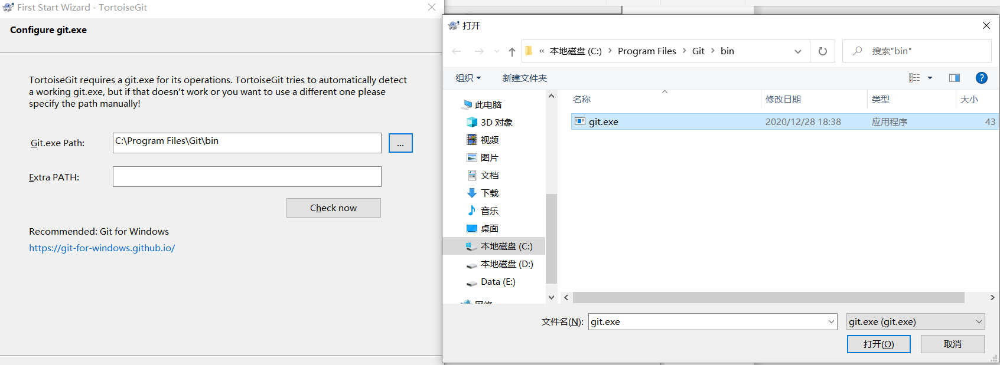 First Start Wizard - TortoiseGit
Configure git.exe
TortoiseGit requires a git.exe for its operations. TortoiseGit tries to automatically detect
a working git.exe, but if that doesn't work or you want to use a different one please
specify the path manually!
Git.exe Path:
C:\Program Files\Git\bin
...
Extra PATH:
Check now
Recommended: Git for Windows
https://git-for-windows.github.io/
打开
« 本地磁盘 (C:) > Program Files > Git > bin
搜索"bin"
组织
新建文件夹
?
名称
修改日期
类型
大小
git.exe
2020/12/28 18:38
应用程序
43
此电脑
3D 对象
视频
图片
文档
下载
音乐
桌面
本地磁盘 (C:)
本地磁盘 (D:)
Data (E:)
网络
文件名(N):
git.exe
git.exe (git.exe)
打开(O)
取消